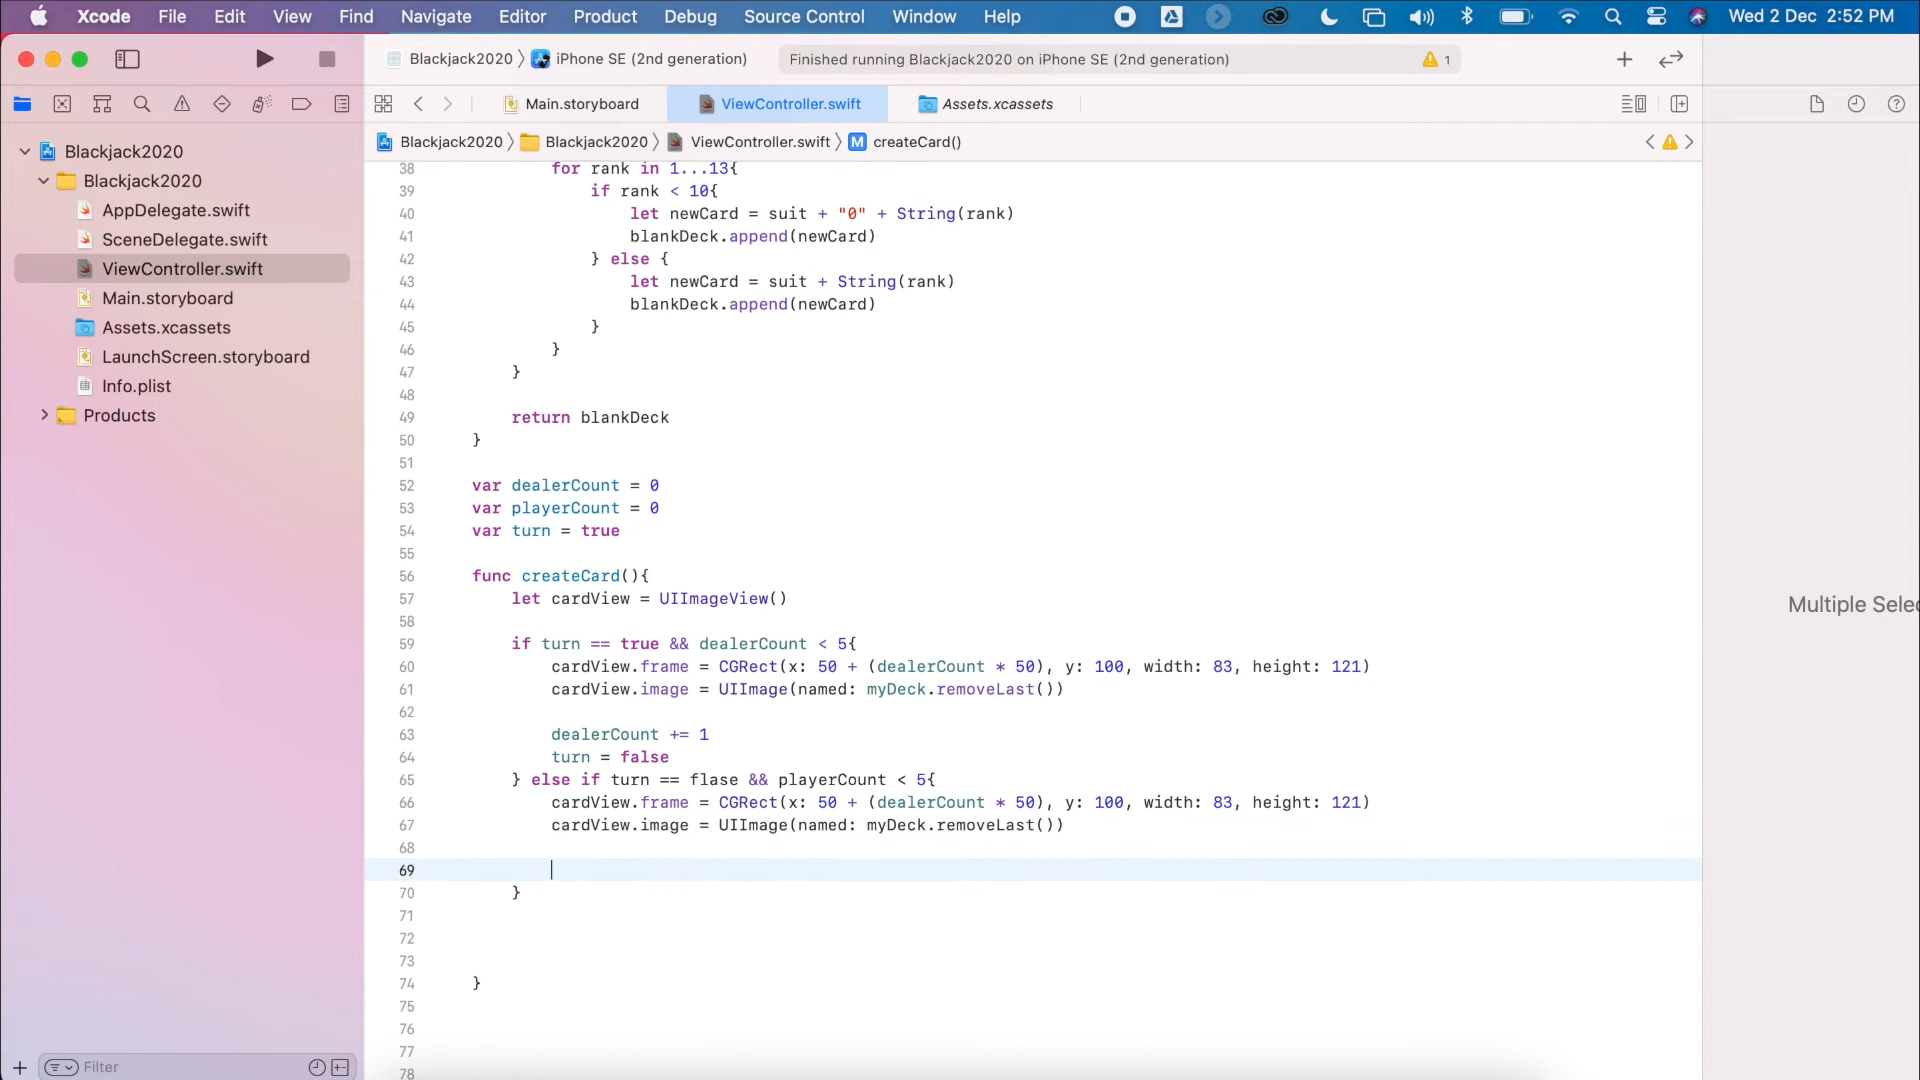 Xcode File Edit View Find Navigate Editor Product Debug Source Control Window Help Wed 2 Dec 2:52 PM
Blackjack2020 iPhone SE (2nd generation) Finished running Blackjack2020 on iPhone SE (2nd generation) 1
Main.storyboard ViewController.swift Assets.xcassets
Blackjack2020 Blackjack2020 ViewController.swift M createCard()
Blackjack2020
Blackjack2020
AppDelegate.swift
SceneDelegate.swift
ViewController.swift
Main.storyboard
Assets.xcassets
LaunchScreen.storyboard
Info.plist
Products
38 for rank in 1...13{
39 if rank < 10{
40 let newCard = suit + "0" + String(rank)
41 blankDeck.append(newCard)
42 } else {
43 let newCard = suit + String(rank)
44 blankDeck.append(newCard)
45 }
46 }
47 }
48
49 return blankDeck
50 }
51
52 var dealerCount = 0
53 var playerCount = 0
54 var turn = true
55
56 func createCard(){
57 let cardView = UIImageView()
58
59 if turn == true && dealerCount < 5{
60 cardView.frame = CGRect(x: 50 + (dealerCount * 50), y: 100, width: 83, height: 121)
61 cardView.image = UIImage(named: myDeck.removeLast())
62
63 dealerCount += 1
64 turn = false
65 } else if turn == flase && playerCount < 5{
66 cardView.frame = CGRect(x: 50 + (dealerCount * 50), y: 100, width: 83, height: 121)
67 cardView.image = UIImage(named: myDeck.removeLast())
68
69
70 }
71
72
73
74 }
75
76
77
78
Multiple Selec
Filter